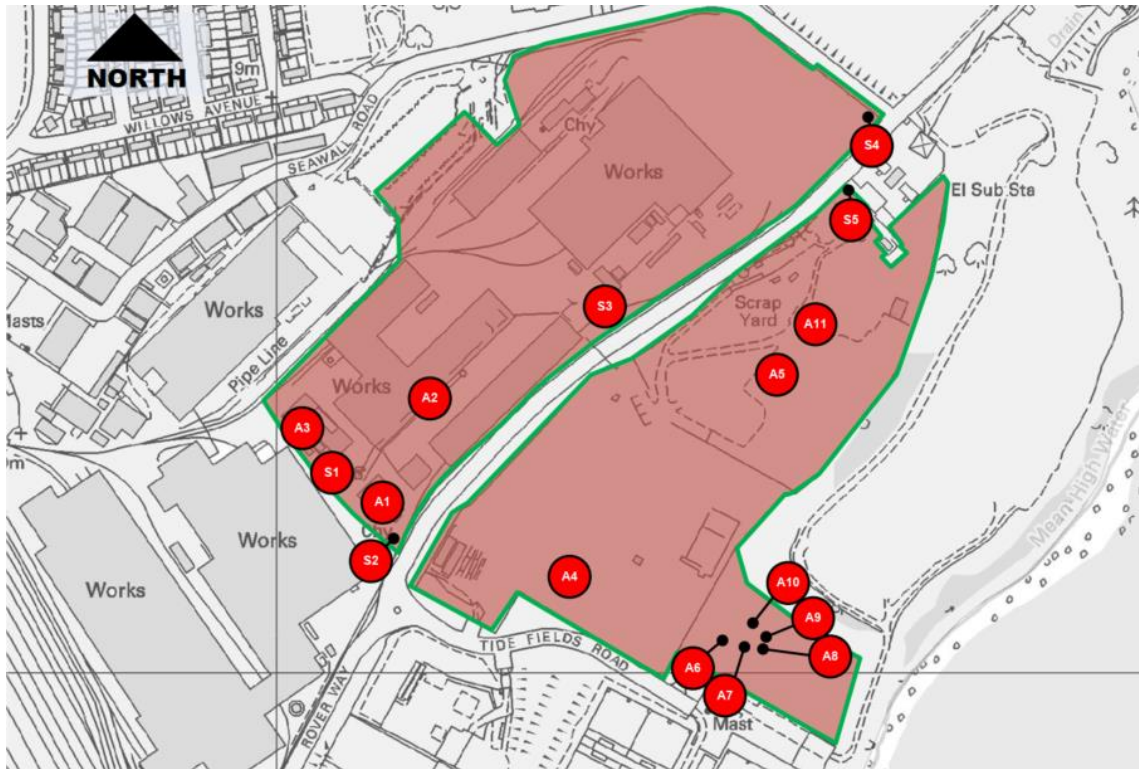 NORTH
9m
WILLOWS AVENUE
SEAWALL ROAD
Chy
Works
Drain
S4
El Sub Sta
S5
Works
Pipe Line
S3
Scrap
Yard
A11
A5
Works
A2
A3
S1
A1
Mean High Water
Works
Works
S2
A4
A10
A9
A8
TIDE FIELDS ROAD
A6
A7
Mast
ROVER WAY